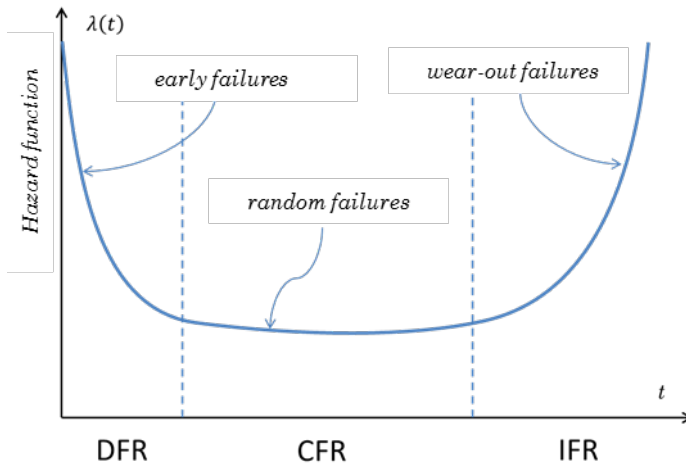 λ(t)
Hazard function
early failures
wear-out failures
random failures
t
DFR
CFR
IFR